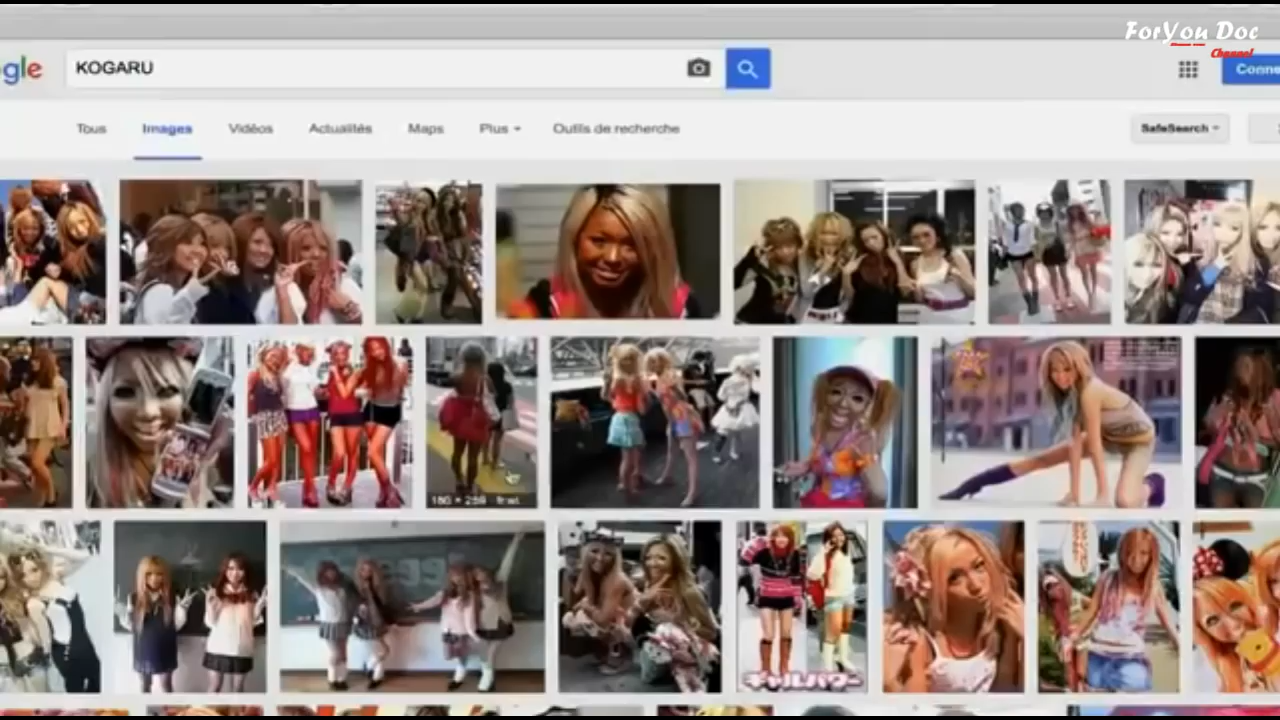 ForYou Doc
Channel
gle
KOGARU
Conne
Tous
Images
Vidéos
Actualités
Maps
Plus
Outils de recherche
SafeSearch
ギャルパワー